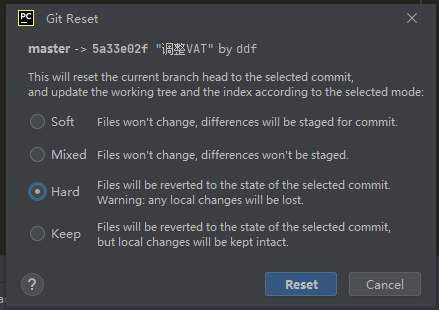 PC Git Reset
master -> 5a33e02f "调整VAT" by ddf
This will reset the current branch head to the selected commit,
and update the working tree and the index according to the selected mode:
Soft Files won't change, differences will be staged for commit.
Mixed Files won't change, differences won't be staged.
Hard Files will be reverted to the state of the selected commit.
Warning: any local changes will be lost.
Keep Files will be reverted to the state of the selected commit,
but local changes will be kept intact.
? Reset Cancel